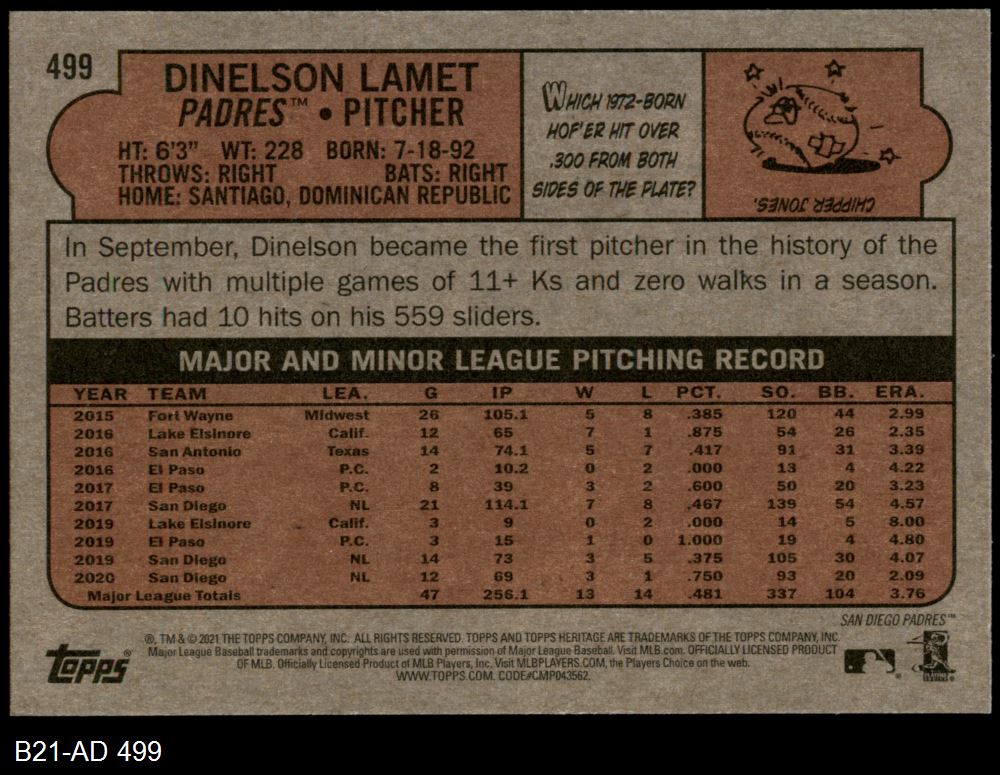 499
DINELSON LAMET
PADRES™ • PITCHER
HT: 6'3" WT: 228 BORN: 7-18-92
THROWS: RIGHT BATS: RIGHT
HOME: SANTIAGO, DOMINICAN REPUBLIC
WHICH 1972-BORN
HOF'ER HIT OVER
.300 FROM BOTH
SIDES OF THE PLATE?
CHIPPER JONES.
In September, Dinelson became the first pitcher in the history of the
Padres with multiple games of 11+ Ks and zero walks in a season.
Batters had 10 hits on his 559 sliders.
MAJOR AND MINOR LEAGUE PITCHING RECORD
YEAR TEAM LEA. G IP W L PCT. SO. BB. ERA.
2015 Fort Wayne Midwest 26 105.1 5 8 .385 120 44 2.99
2016 Lake Elsinore Calif. 12 65 7 1 .875 54 26 2.35
2016 San Antonio Texas 14 74.1 5 7 .417 91 31 3.39
2016 El Paso P.C. 2 10.2 0 2 .000 13 4 4.22
2017 El Paso P.C. 8 39 3 2 .600 50 20 3.23
2017 San Diego NL 21 114.1 7 8 .467 139 54 4.57
2019 Lake Elsinore Calif. 3 9 0 2 .000 14 5 8.00
2019 El Paso P.C. 3 15 1 0 1.000 19 4 4.80
2019 San Diego NL 14 73 3 5 .375 105 30 4.07
2020 San Diego NL 12 69 3 1 .750 93 20 2.09
Major League Totals 47 256.1 13 14 .481 337 104 3.76
SAN DIEGO PADRES™
®, TM & © 2021 THE TOPPS COMPANY, INC. ALL RIGHTS RESERVED. TOPPS AND TOPPS HERITAGE ARE TRADEMARKS OF THE TOPPS COMPANY, INC.
Major League Baseball trademarks and copyrights are used with permission of Major League Baseball. Visit MLB.com. OFFICIALLY LICENSED PRODUCT
OF MLB. Officially Licensed Product of MLB Players, Inc. Visit MLBPLAYERS.COM, the Players Choice on the web.
WWW.TOPPS.COM. CODE#CMP043562.
topps®
B21-AD 499